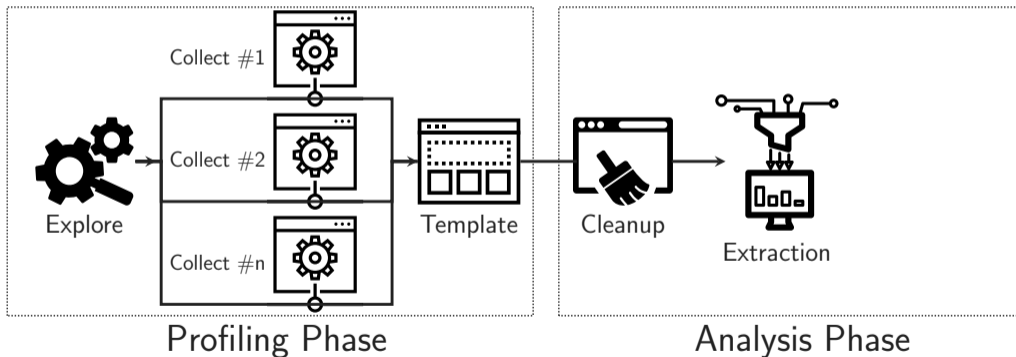 Collect #1
Collect #2
Explore
Template
Cleanup
Collect #n
Extraction
Profiling Phase
Analysis Phase